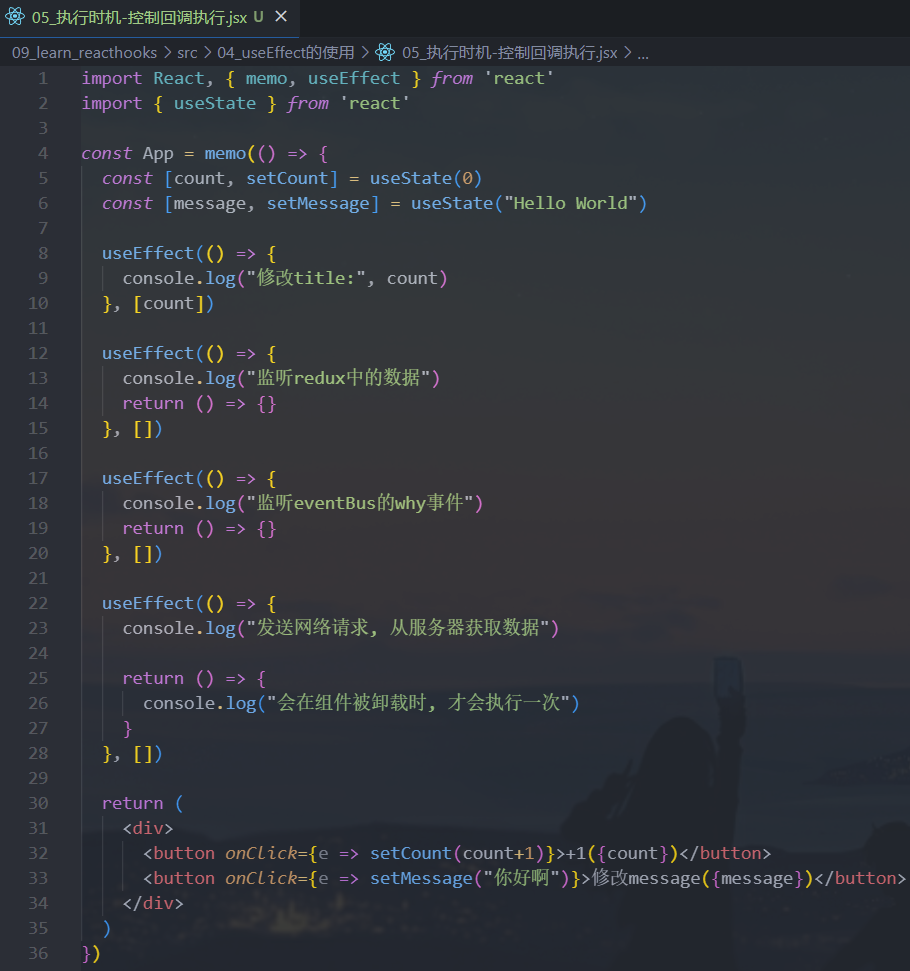 05_执行时机-控制回调执行.jsx U ×
09_learn_reacthooks > src > 04_useEffect的使用 > 05_执行时机-控制回调执行.jsx > ...
1 import React, { memo, useEffect } from 'react'
2 import { useState } from 'react'
3
4 const App = memo(() => {
5   const [count, setCount] = useState(0)
6   const [message, setMessage] = useState("Hello World")
7
8   useEffect(() => {
9     console.log("修改title:", count)
10   }, [count])
11
12   useEffect(() => {
13     console.log("监听redux中的数据")
14     return () => {}
15   }, [])
16
17   useEffect(() => {
18     console.log("监听eventBus的why事件")
19     return () => {}
20   }, [])
21
22   useEffect(() => {
23     console.log("发送网络请求, 从服务器获取数据")
24
25     return () => {
26       console.log("会在组件被卸载时, 才会执行一次")
27     }
28   }, [])
29
30   return (
31     <div>
32       <button onClick={e => setCount(count+1)}>+1({count})</button>
33       <button onClick={e => setMessage("你好啊")}>修改message({message})</button>
34     </div>
35   )
36 })